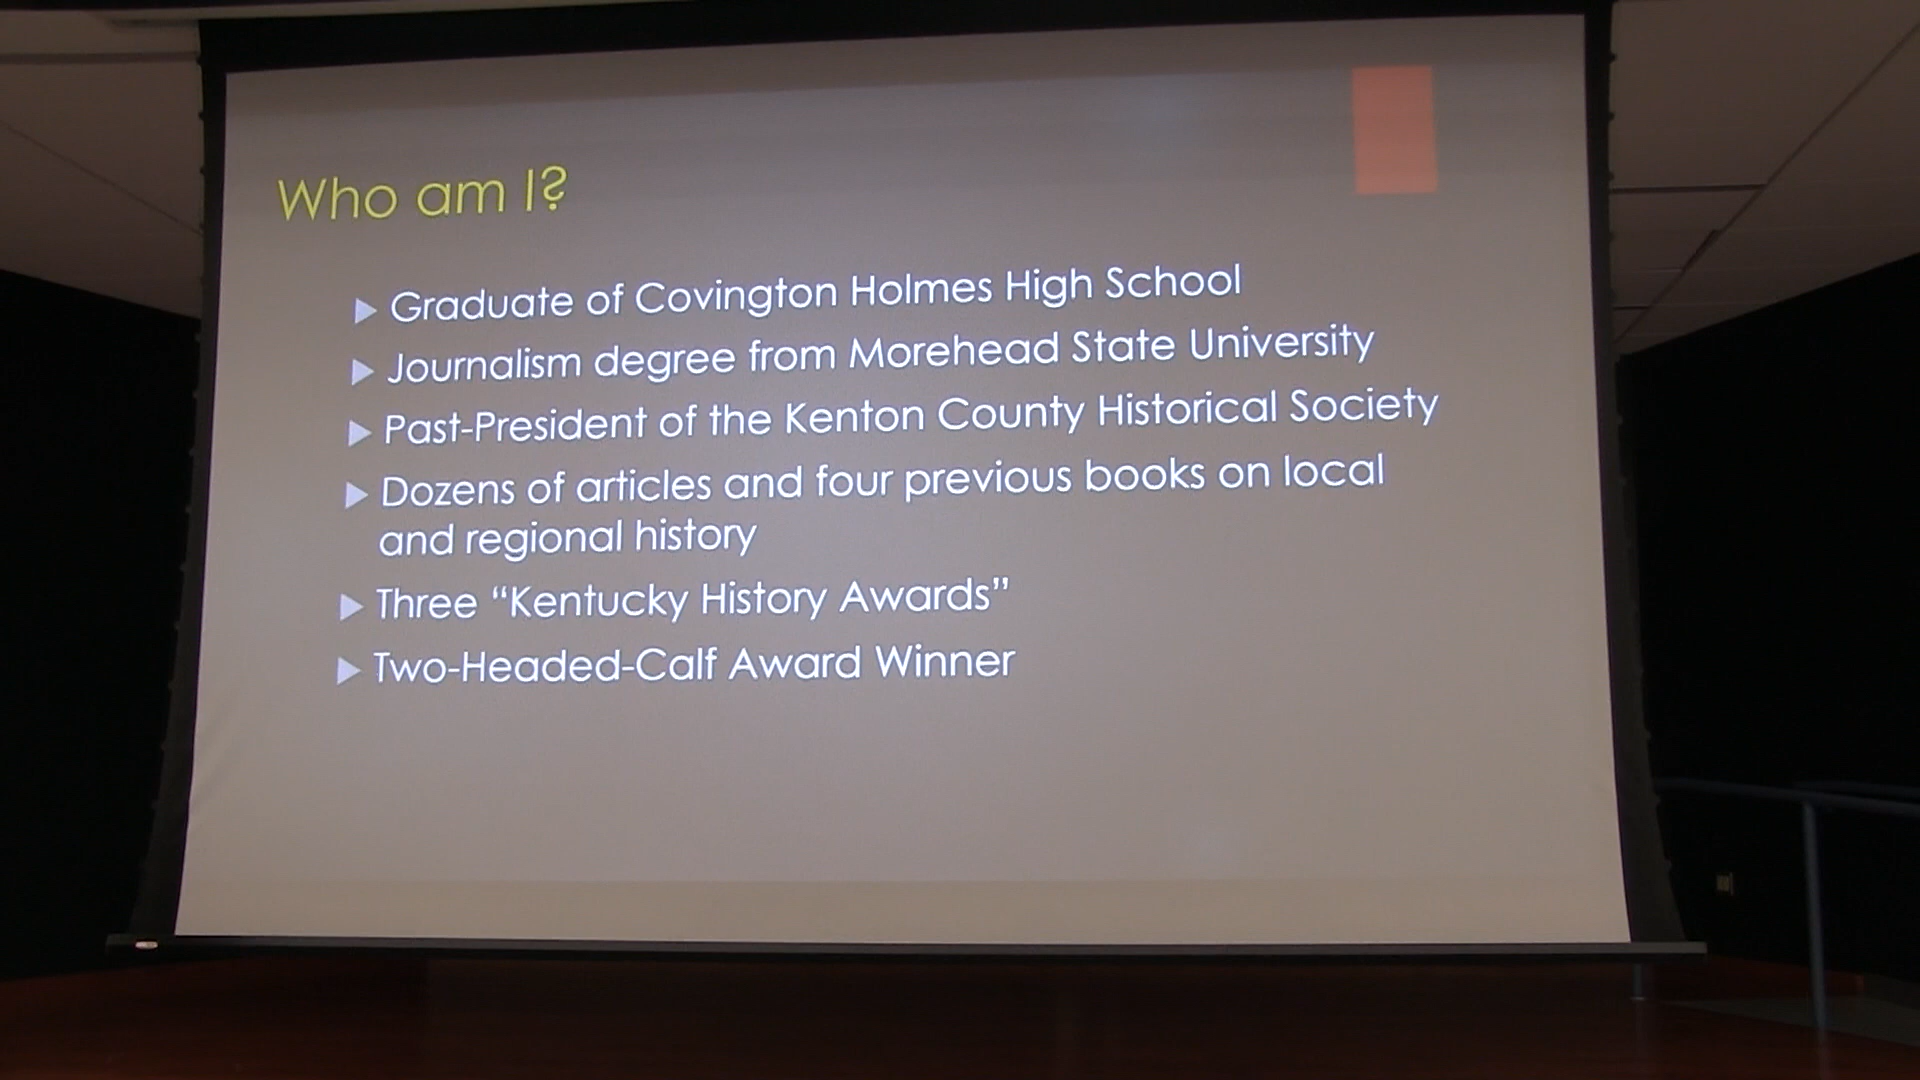 Who am I?
Graduate of Covington Holmes High School
Journalism degree from Morehead State University
Past-President of the Kenton County Historical Society
Dozens of articles and four previous books on local
and regional history
Three “Kentucky History Awards”
Two-Headed-Calf Award Winner